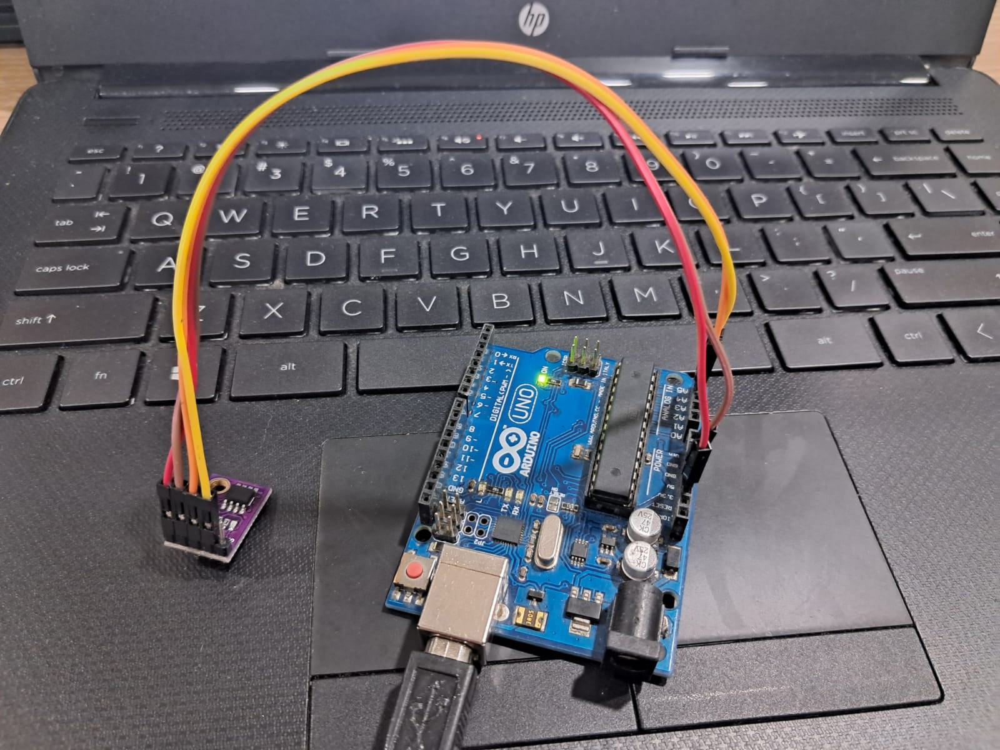 hp
esc
?
insert
prt sc
delete
!
1
@
#
3
$
4
%
5
^
6
&
7
*
8
9
)
0
-
+
=
backspace
home
tab
Q
W
E
R
T
Y
U
I
P
{
[
}
]
|
\
caps lock
A
S
D
F
G
H
J
K
enter
shift
Z
X
C
V
B
N
M
>
.
?
/
pause
ctrl
fn
alt
alt
ctrl
<
RX 0
TX 1
2
~3
4
~5
~6
7
8
~9
~10
~11
12
13
GND
DIGITAL (PWM ~)
UNO
ARDUINO
ON
ICSP
WWW.ARDUINO.CC - MADE IN ITALY
ANALOG IN
A5
A4
A3
A2
A1
A0
POWER
Vin
GND
GND
5V
3.3V
RESET
TX
RX
L
RESET
JP2
CK
47
25V
CK
47
25V
3805